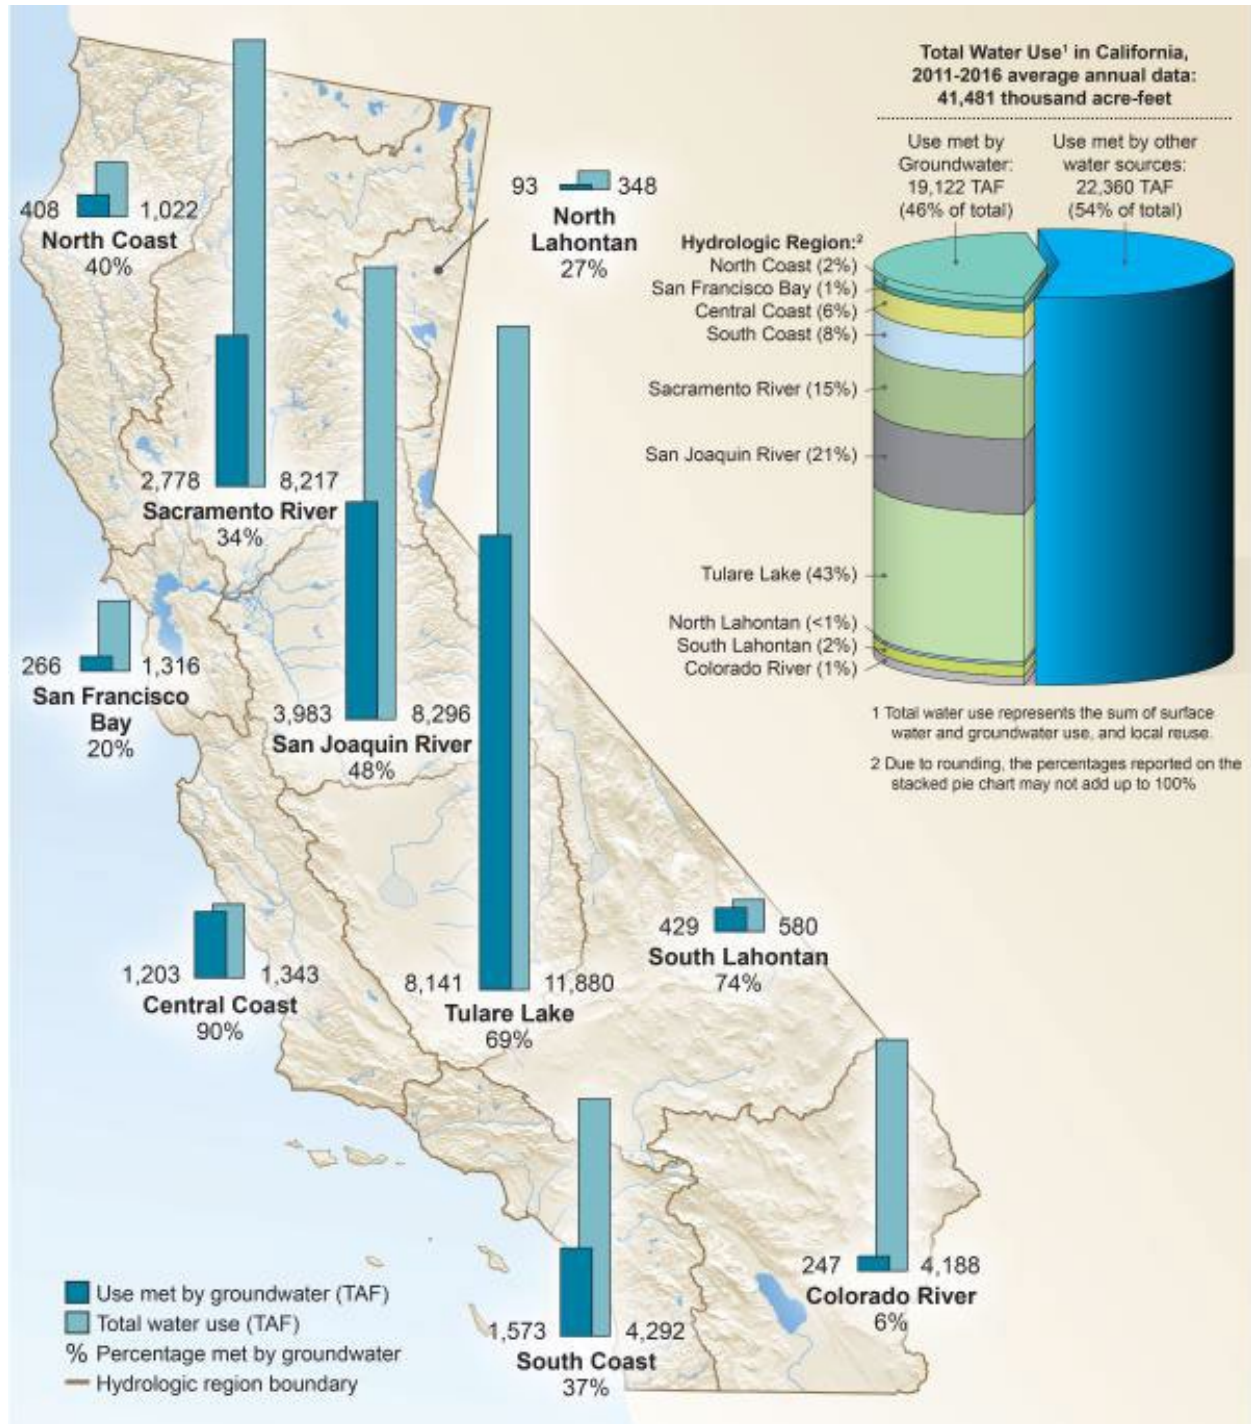 Total Water Use¹ in California,
2011-2016 average annual data:
41,481 thousand acre-feet
Use met by
Groundwater:
19,122 TAF
(46% of total)
Use met by other
water sources:
22,360 TAF
(54% of total)
Hydrologic Region:²
North Coast (2%)
San Francisco Bay (1%)
Central Coast (6%)
South Coast (8%)
Sacramento River (15%)
San Joaquin River (21%)
Tulare Lake (43%)
North Lahontan (<1%)
South Lahontan (2%)
Colorado River (1%)
1 Total water use represents the sum of surface
water and groundwater use, and local reuse.
2 Due to rounding, the percentages reported on the
stacked pie chart may not add up to 100%
408 1,022
North Coast
40%
93 348
North
Lahontan
27%
2,778 8,217
Sacramento River
34%
266 1,316
San Francisco
Bay
20%
3,983 8,296
San Joaquin River
48%
1,203 1,343
Central Coast
90%
8,141 11,880
Tulare Lake
69%
429 580
South Lahontan
74%
247 4,188
Colorado River
6%
1,573 4,292
South Coast
37%
Use met by groundwater (TAF)
Total water use (TAF)
% Percentage met by groundwater
Hydrologic region boundary